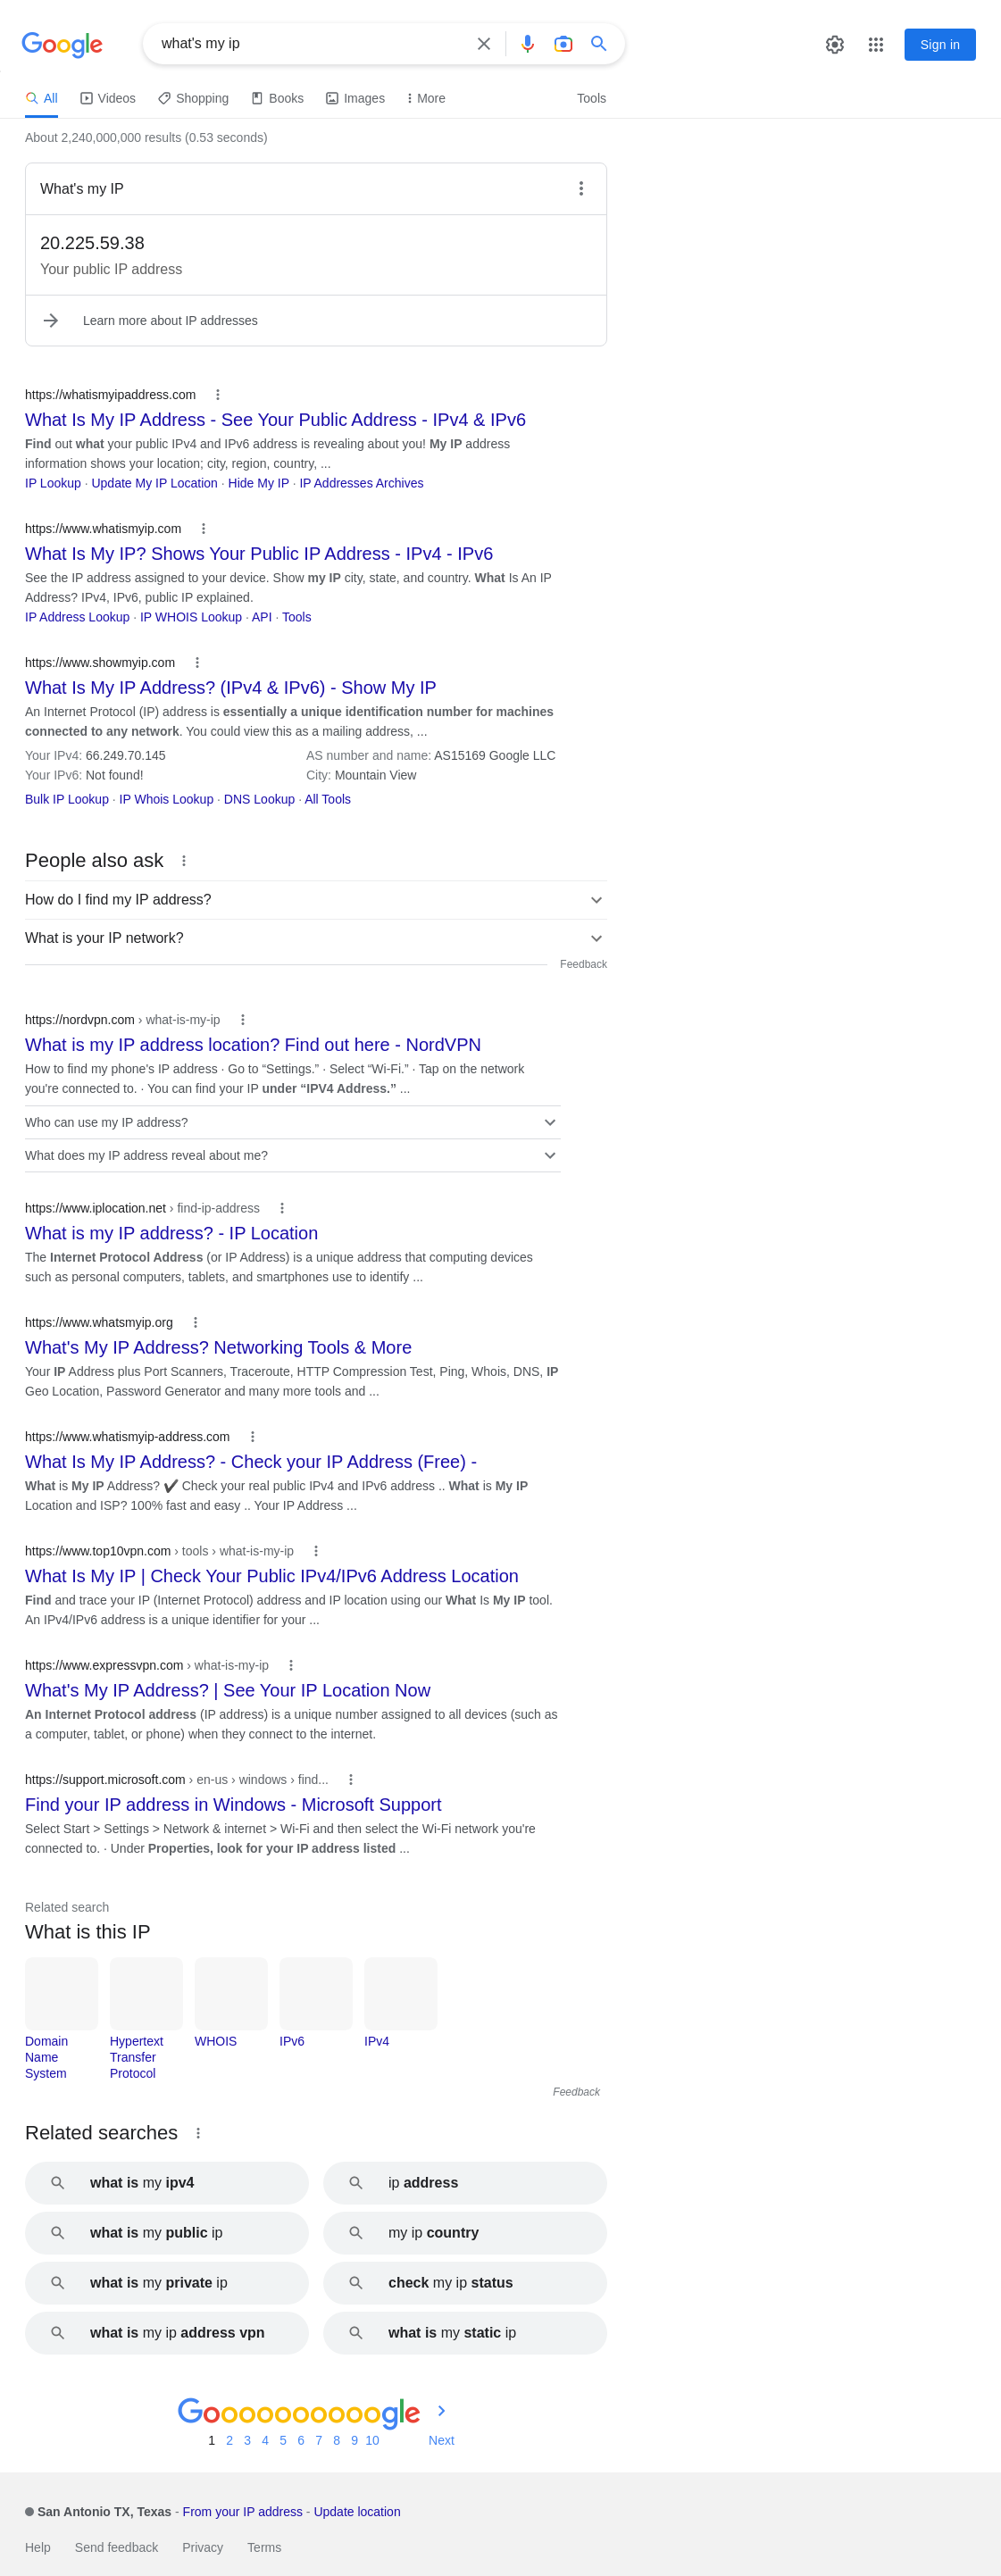 Google
what's my ip
Sign in
All Videos Shopping Books Images More Tools
About 2,240,000,000 results (0.53 seconds)
What's my IP
20.225.59.38
Your public IP address
Learn more about IP addresses
https://whatismyipaddress.com
What Is My IP Address - See Your Public Address - IPv4 & IPv6
Find out what your public IPv4 and IPv6 address is revealing about you! My IP address
information shows your location; city, region, country, ...
IP Lookup · Update My IP Location · Hide My IP · IP Addresses Archives
https://www.whatismyip.com
What Is My IP? Shows Your Public IP Address - IPv4 - IPv6
See the IP address assigned to your device. Show my IP city, state, and country. What Is An IP
Address? IPv4, IPv6, public IP explained.
IP Address Lookup · IP WHOIS Lookup · API · Tools
https://www.showmyip.com
What Is My IP Address? (IPv4 & IPv6) - Show My IP
An Internet Protocol (IP) address is essentially a unique identification number for machines
connected to any network. You could view this as a mailing address, ...
Your IPv4: 66.249.70.145 AS number and name: AS15169 Google LLC
Your IPv6: Not found! City: Mountain View
Bulk IP Lookup · IP Whois Lookup · DNS Lookup · All Tools
People also ask
How do I find my IP address?
What is your IP network?
Feedback
https://nordvpn.com › what-is-my-ip
What is my IP address location? Find out here - NordVPN
How to find my phone's IP address · Go to “Settings.” · Select “Wi-Fi.” · Tap on the network
you're connected to. · You can find your IP under “IPV4 Address.” ...
Who can use my IP address?
What does my IP address reveal about me?
https://www.iplocation.net › find-ip-address
What is my IP address? - IP Location
The Internet Protocol Address (or IP Address) is a unique address that computing devices
such as personal computers, tablets, and smartphones use to identify ...
https://www.whatsmyip.org
What's My IP Address? Networking Tools & More
Your IP Address plus Port Scanners, Traceroute, HTTP Compression Test, Ping, Whois, DNS, IP
Geo Location, Password Generator and many more tools and ...
https://www.whatismyip-address.com
What Is My IP Address? - Check your IP Address (Free) -
What is My IP Address? ✔️ Check your real public IPv4 and IPv6 address .. What is My IP
Location and ISP? 100% fast and easy .. Your IP Address ...
https://www.top10vpn.com › tools › what-is-my-ip
What Is My IP | Check Your Public IPv4/IPv6 Address Location
Find and trace your IP (Internet Protocol) address and IP location using our What Is My IP tool.
An IPv4/IPv6 address is a unique identifier for your ...
https://www.expressvpn.com › what-is-my-ip
What's My IP Address? | See Your IP Location Now
An Internet Protocol address (IP address) is a unique number assigned to all devices (such as
a computer, tablet, or phone) when they connect to the internet.
https://support.microsoft.com › en-us › windows › find...
Find your IP address in Windows - Microsoft Support
Select Start > Settings > Network & internet > Wi-Fi and then select the Wi-Fi network you're
connected to. · Under Properties, look for your IP address listed ...
Related search
What is this IP
Domain Name System
Hypertext Transfer Protocol
WHOIS
IPv6
IPv4
Feedback
Related searches
what is my ipv4
ip address
what is my public ip
my ip country
what is my private ip
check my ip status
what is my ip address vpn
what is my static ip
Goooooooooogle
1 2 3 4 5 6 7 8 9 10 Next
San Antonio TX, Texas - From your IP address - Update location
Help Send feedback Privacy Terms